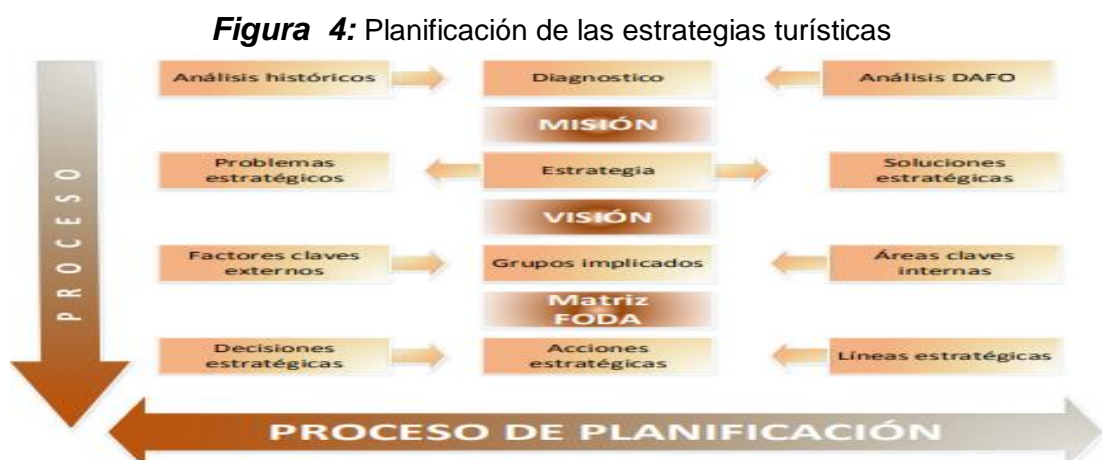 Figura 4: Planificación de las estrategias turísticas
Análisis históricos
Diagnostico
Análisis DAFO
MISIÓN
Problemas
estratégicos
Estrategia
Soluciones
estratégicas
VISIÓN
Factores claves
externos
Grupos implicados
Áreas claves
internas
Matriz
FODA
Decisiones
estratégicas
Acciones
estratégicas
Líneas estratégicas
PROCESO
PROCESO DE PLANIFICACIÓN